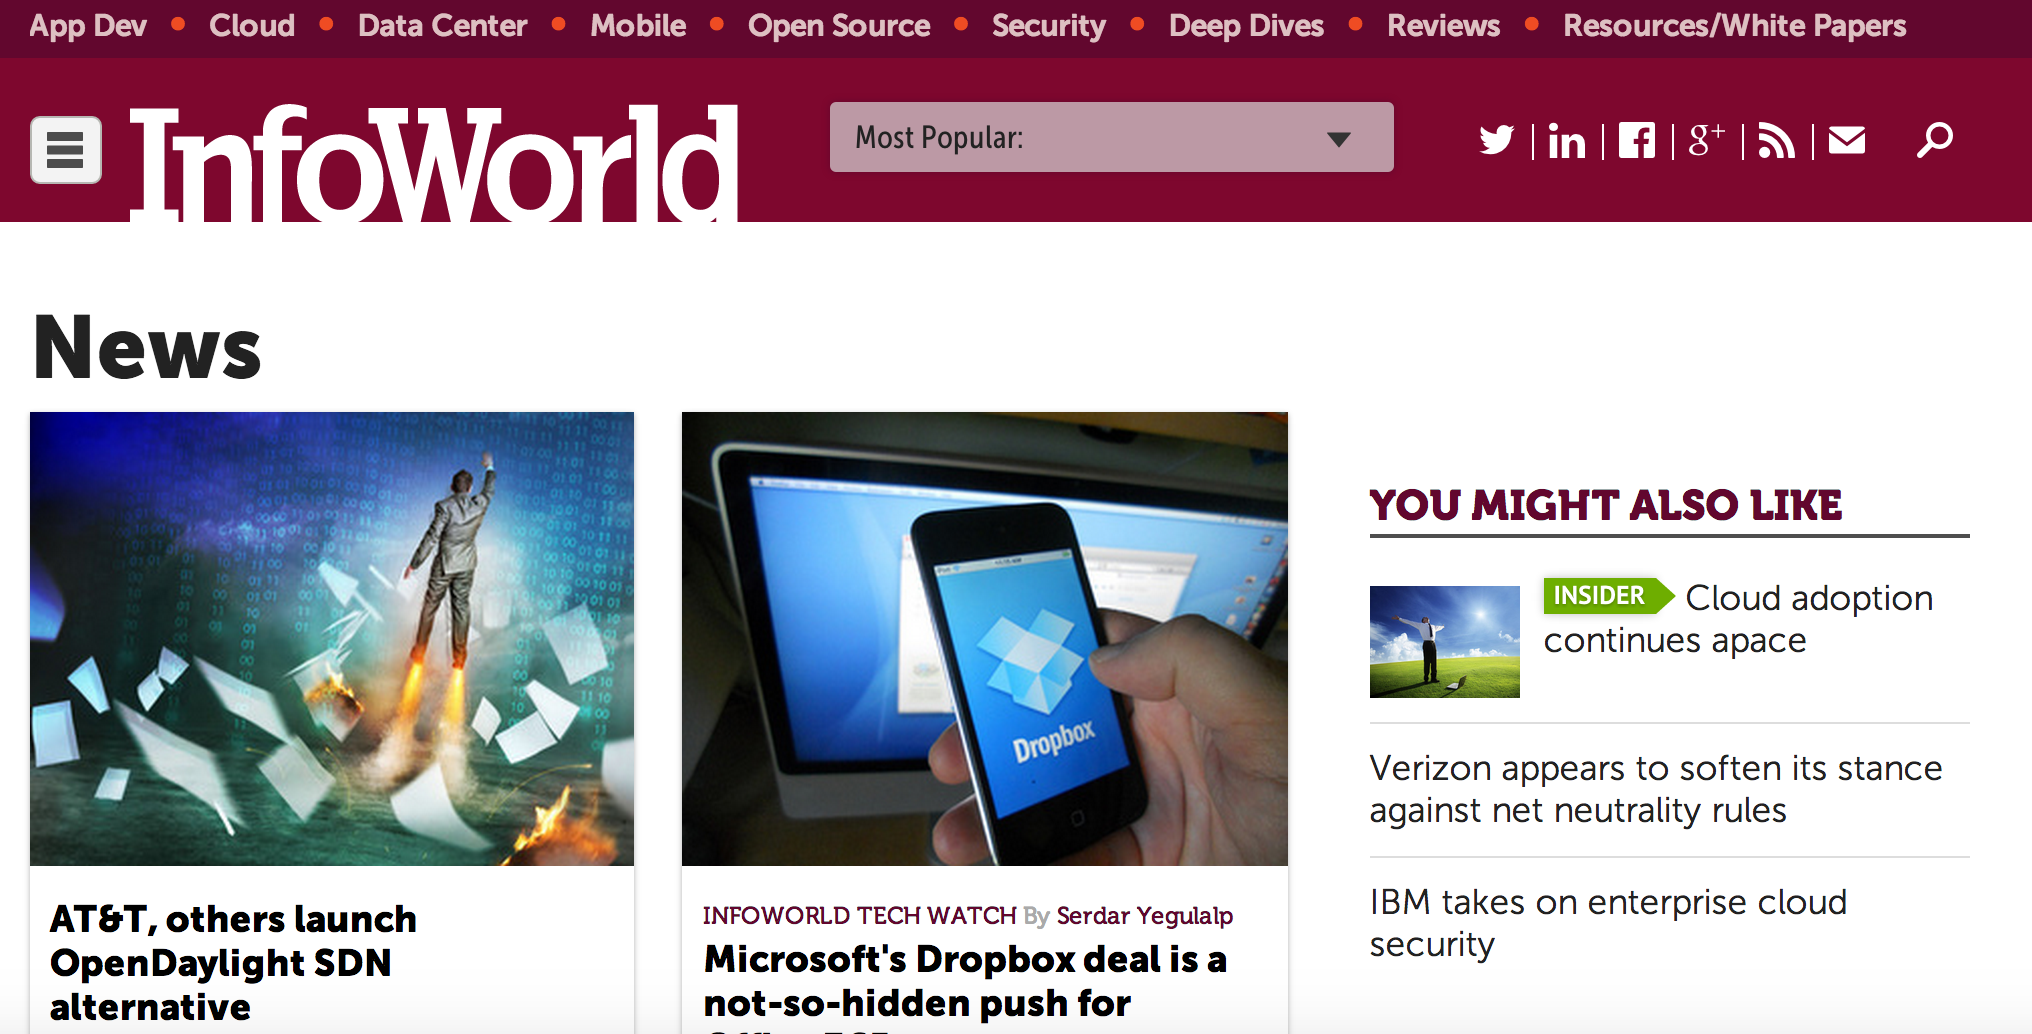 App Dev • Cloud • Data Center • Mobile • Open Source • Security • Deep Dives • Reviews • Resources/White Papers
InfoWorld
Most Popular:
in
g+
News
Dropbox
YOU MIGHT ALSO LIKE
INSIDER Cloud adoption
continues apace
Verizon appears to soften its stance
against net neutrality rules
IBM takes on enterprise cloud
security
AT&T, others launch
OpenDaylight SDN
alternative
INFOWORLD TECH WATCH By Serdar Yegulalp
Microsoft's Dropbox deal is a
not-so-hidden push for